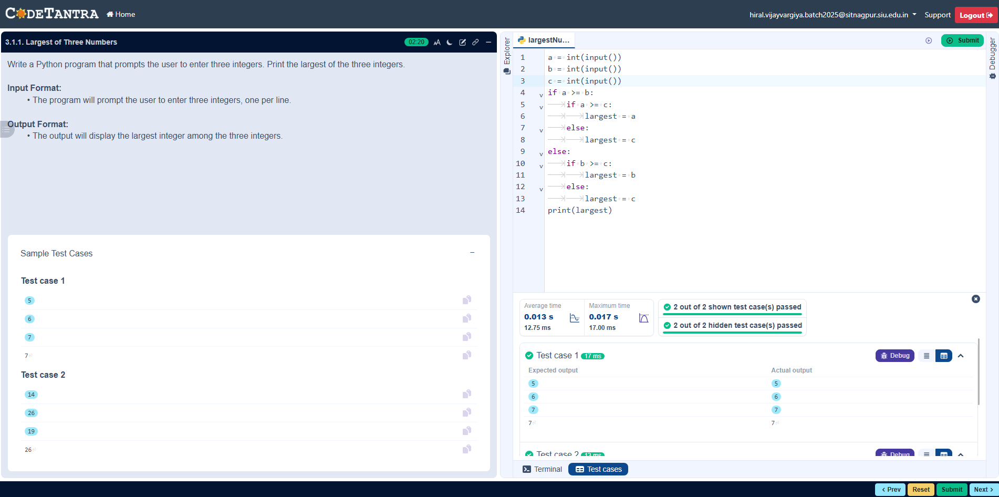 CODETANTRA Home hiral.vijayvargiya.batch2025@sitnagpur.siu.edu.in Support Logout
3.1.1. Largest of Three Numbers 02:20
Write a Python program that prompts the user to enter three integers. Print the largest of the three integers.
Input Format:
• The program will prompt the user to enter three integers, one per line.
Output Format:
• The output will display the largest integer among the three integers.
Sample Test Cases
Test case 1
5
6
7
7
Test case 2
14
26
19
26
Explorer
largestNu...
Submit
Debugger
1 a = int(input())
2 b = int(input())
3 c = int(input())
4 if a >= b:
5 if a >= c:
6 largest = a
7 else:
8 largest = c
9 else:
10 if b >= c:
11 largest = b
12 else:
13 largest = c
14 print(largest)
Average time
0.013 s
12.75 ms
Maximum time
0.017 s
17.00 ms
2 out of 2 shown test case(s) passed
2 out of 2 hidden test case(s) passed
Test case 1 17 ms Debug
Expected output Actual output
5 5
6 6
7 7
7 7
Test case 2 13 ms Debug
Terminal Test cases
< Prev Reset Submit Next >